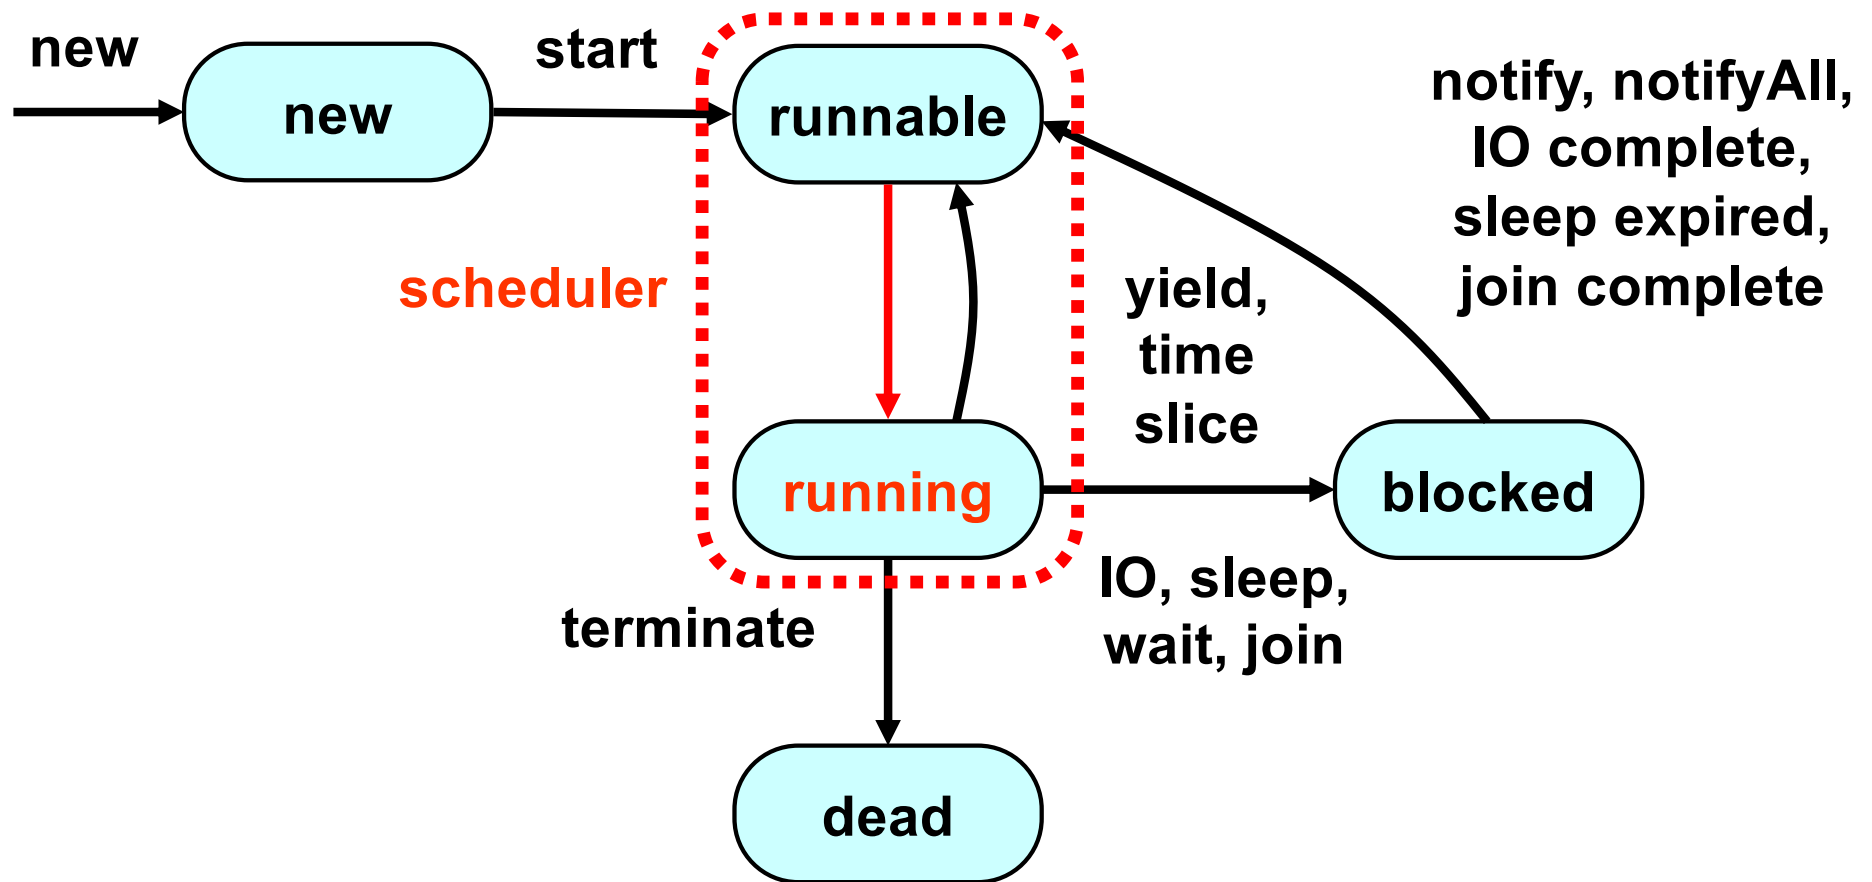 new
new
start
runnable
notify, notifyAll,
IO complete,
sleep expired,
join complete
scheduler
yield,
time
slice
running
blocked
IO, sleep,
wait, join
terminate
dead